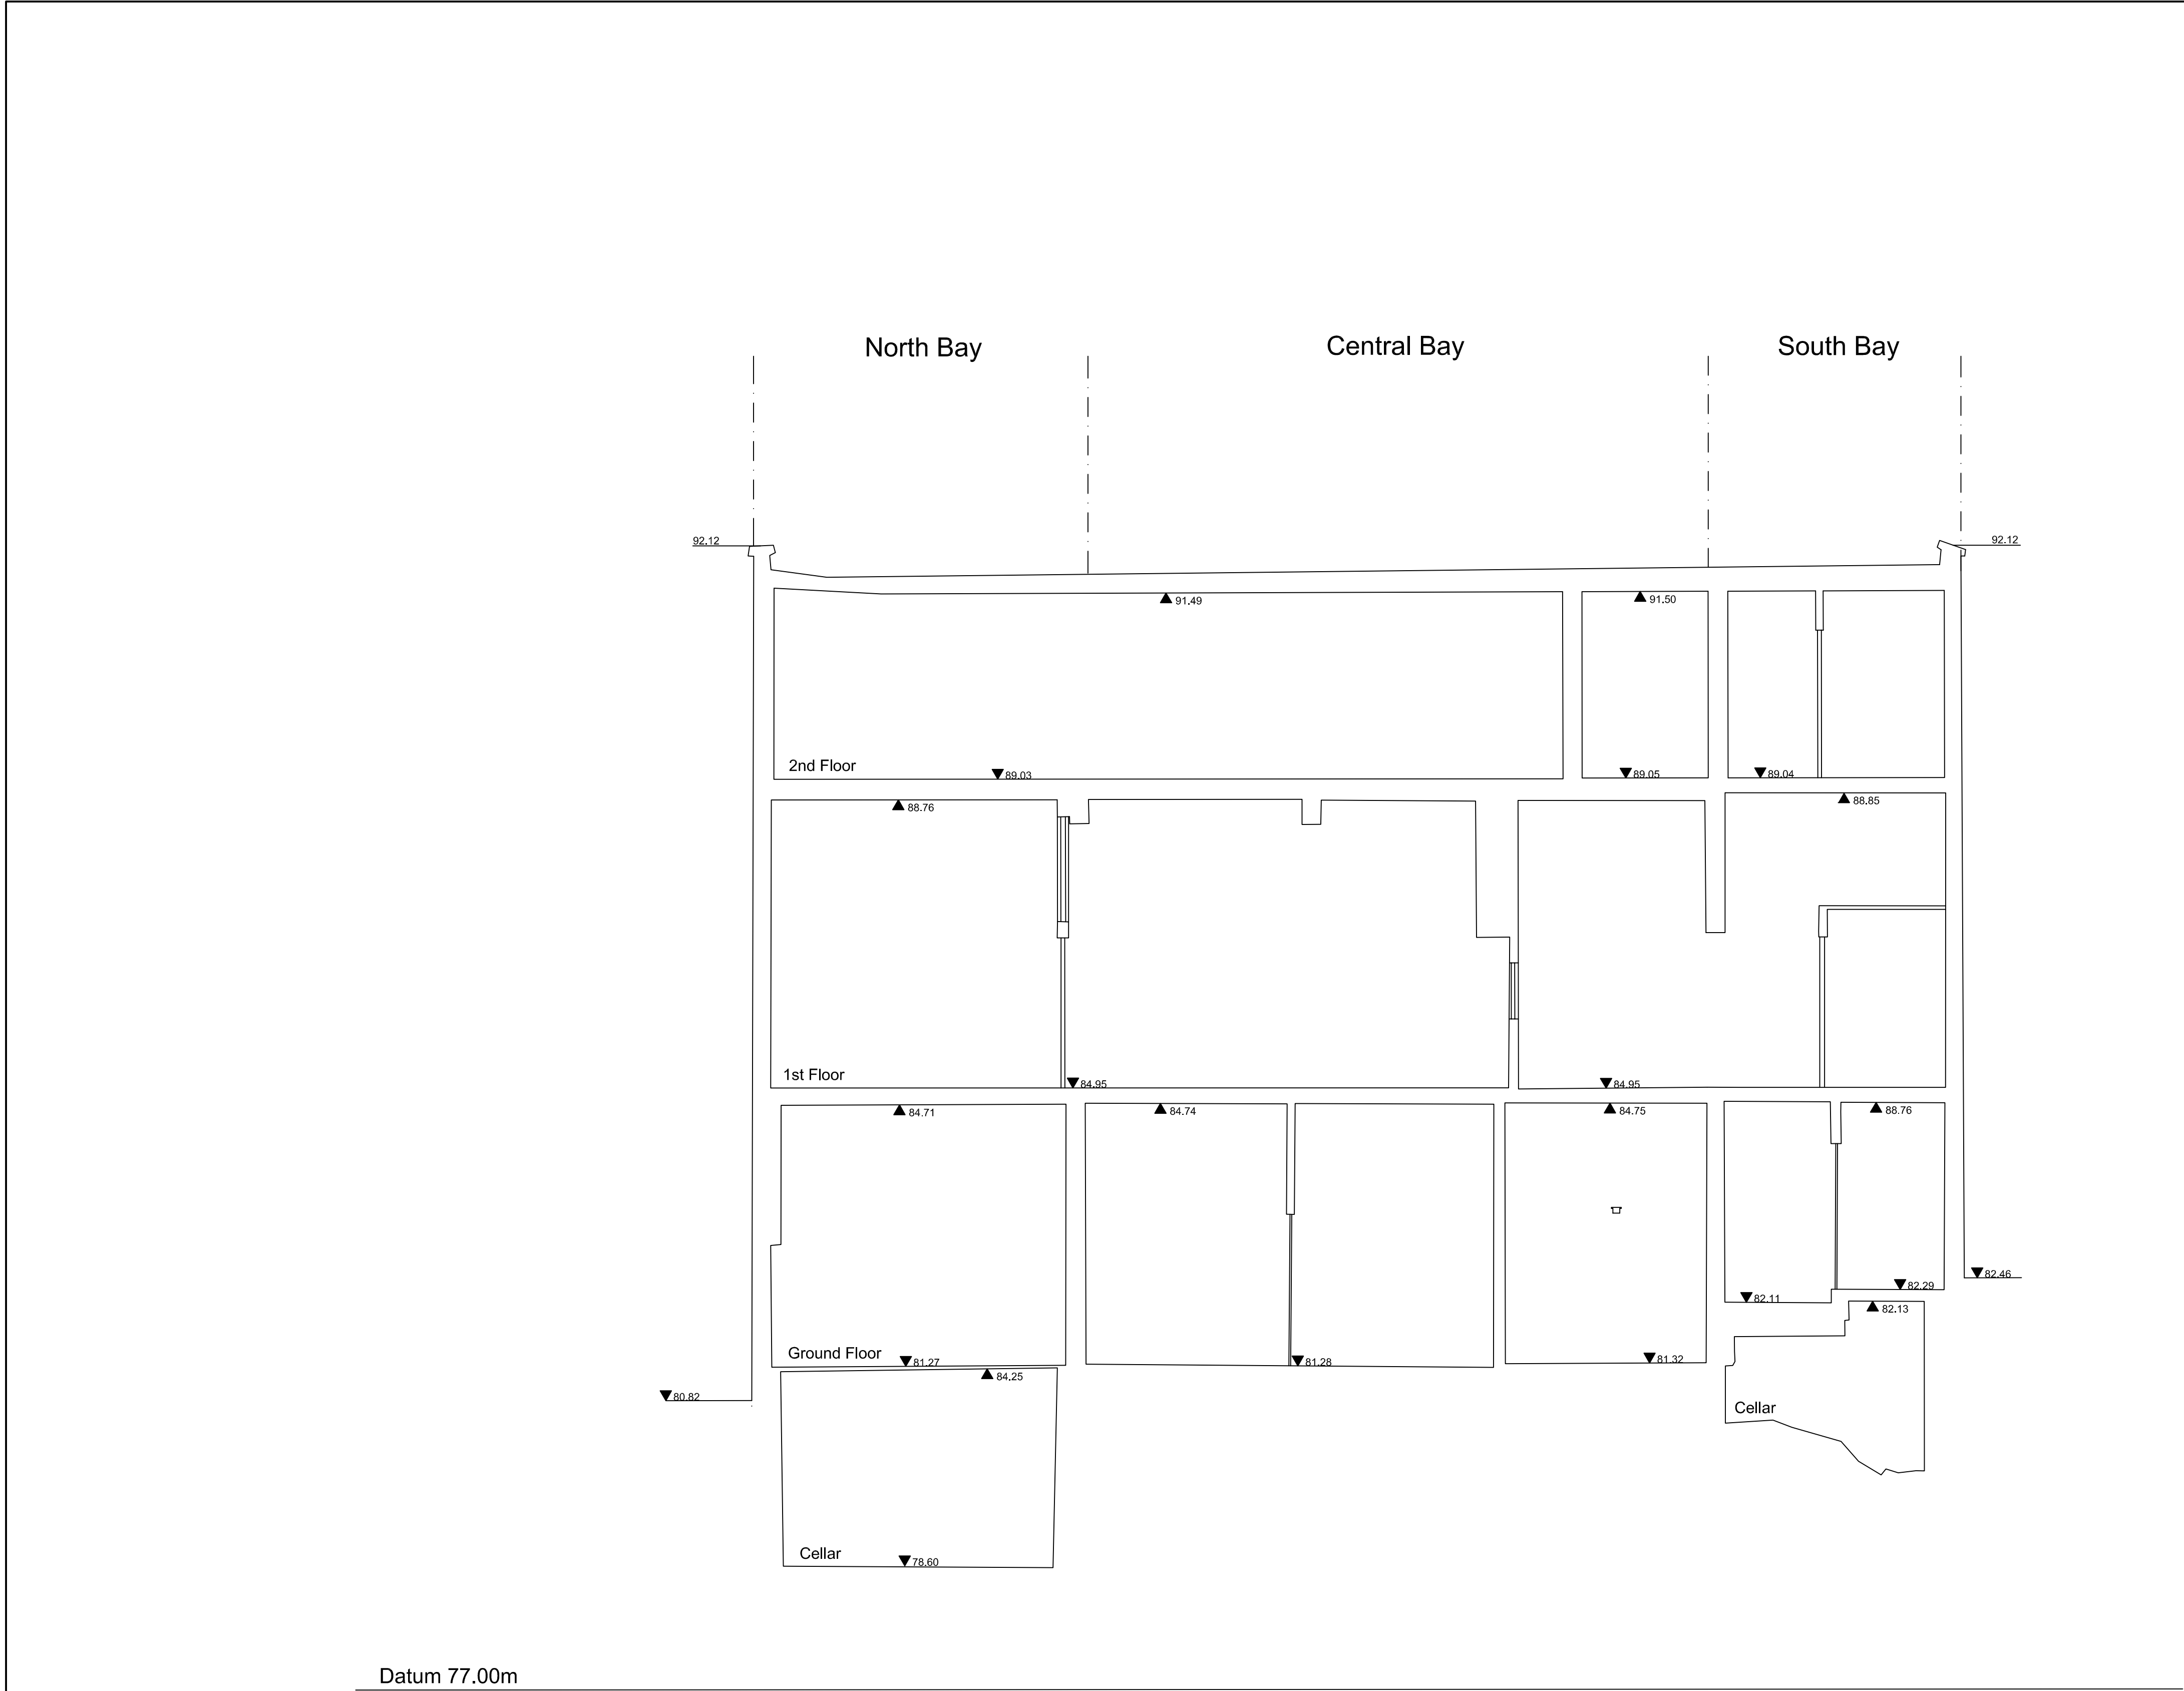 North Bay
Central Bay
South Bay
92.12
92.12
91.49
91.50
2nd Floor
89.03
89.05
89.04
88.76
88.85
1st Floor
84.95
84.95
84.71
84.74
84.75
88.76
82.46
82.29
82.11
82.13
Ground Floor
81.27
81.28
81.32
84.25
80.82
Cellar
Cellar
78.60
Datum 77.00m